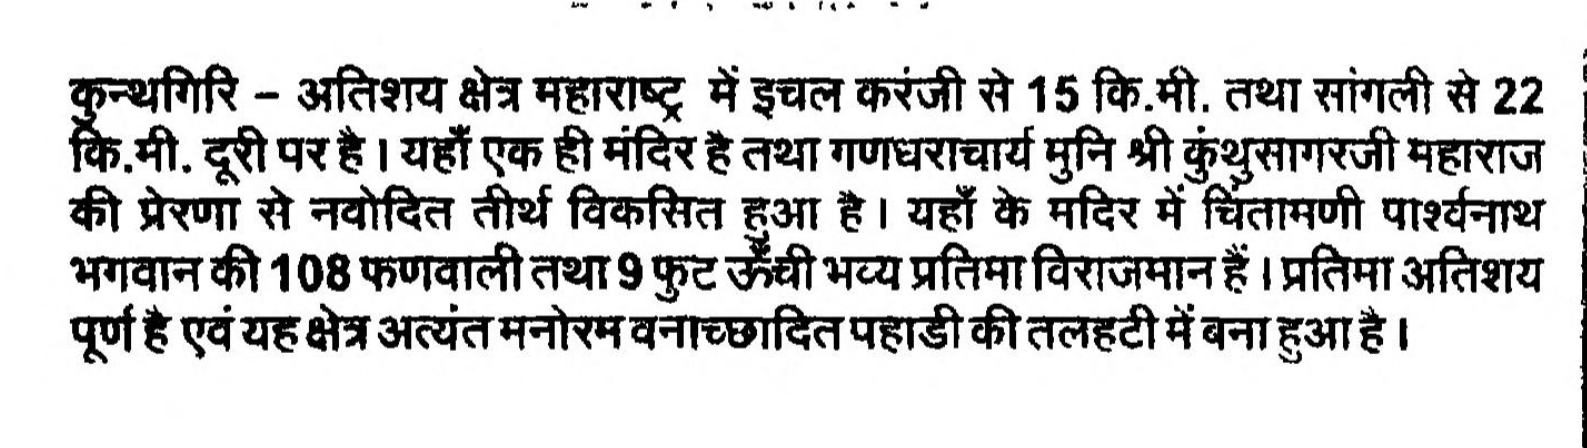 कुन्थगिरि – अतिशय क्षेत्र महाराष्ट्र में इचल करंजी से 15 कि.मी. तथा सांगली से 22
कि.मी. दूरी पर है। यहाँ एक ही मंदिर है तथा गणधराचार्य मुनि श्री कुंथुसागरजी महाराज
की प्रेरणा से नवोदित तीर्थ विकसित हुआ है। यहाँ के मदिर में चिंतामणी पार्श्वनाथ
भगवान की 108 फणवाली तथा 9 फुट ऊँची भव्य प्रतिमा विराजमान हैं। प्रतिमा अतिशय
पूर्ण है एवं यह क्षेत्र अत्यंत मनोरम वनाच्छादित पहाडी की तलहटी में बना हुआ है।